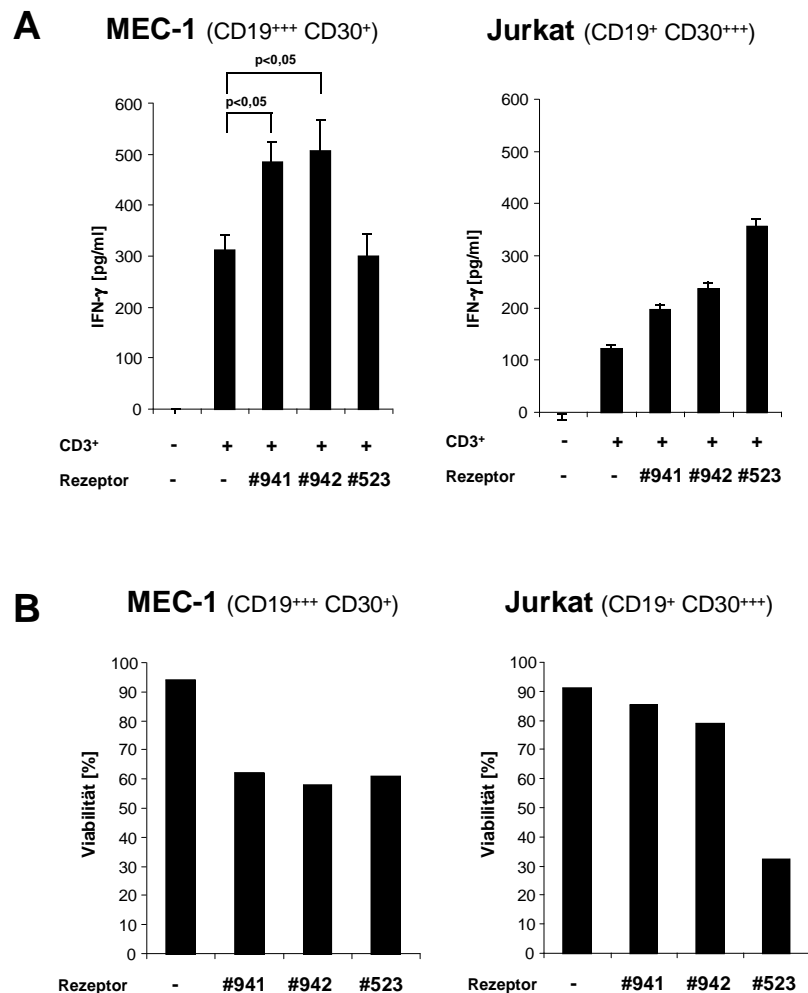 A
MEC-1 (CD19+++ CD30+)
Jurkat (CD19+ CD30+++)
p<0,05
p<0,05
IFN-γ [pg/ml]
600
500
400
300
200
100
0
CD3+ - + + + +
Rezeptor - - #941 #942 #523
IFN-γ [pg/ml]
600
500
400
300
200
100
0
CD3+ - + + + +
Rezeptor - - #941 #942 #523
B
MEC-1 (CD19+++ CD30+)
Jurkat (CD19+ CD30+++)
Viabilität [%]
100
90
80
70
60
50
40
30
20
10
0
Rezeptor - #941 #942 #523
Viabilität [%]
100
90
80
70
60
50
40
30
20
10
0
Rezeptor - #941 #942 #523